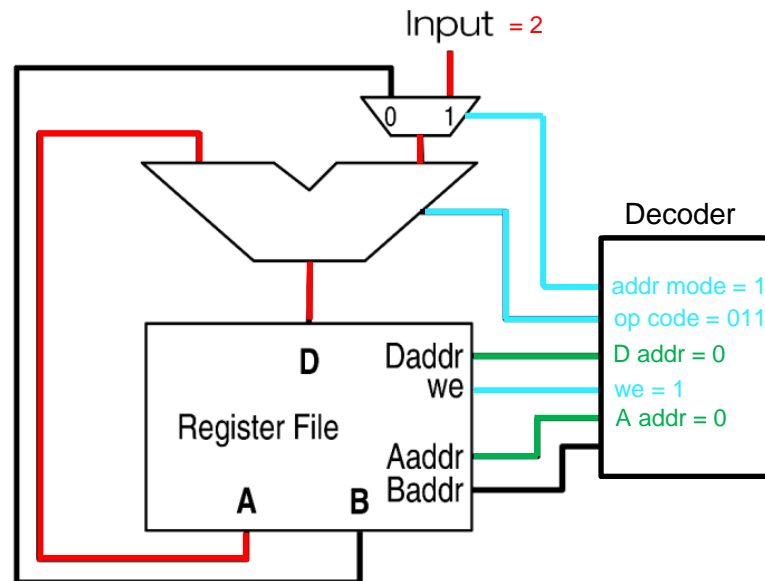 Input = 2
0 1
Decoder
addr mode = 1
op code = 011
D addr = 0
we = 1
A addr = 0
D
Daddr
we
Register File
Aaddr
Baddr
A
B